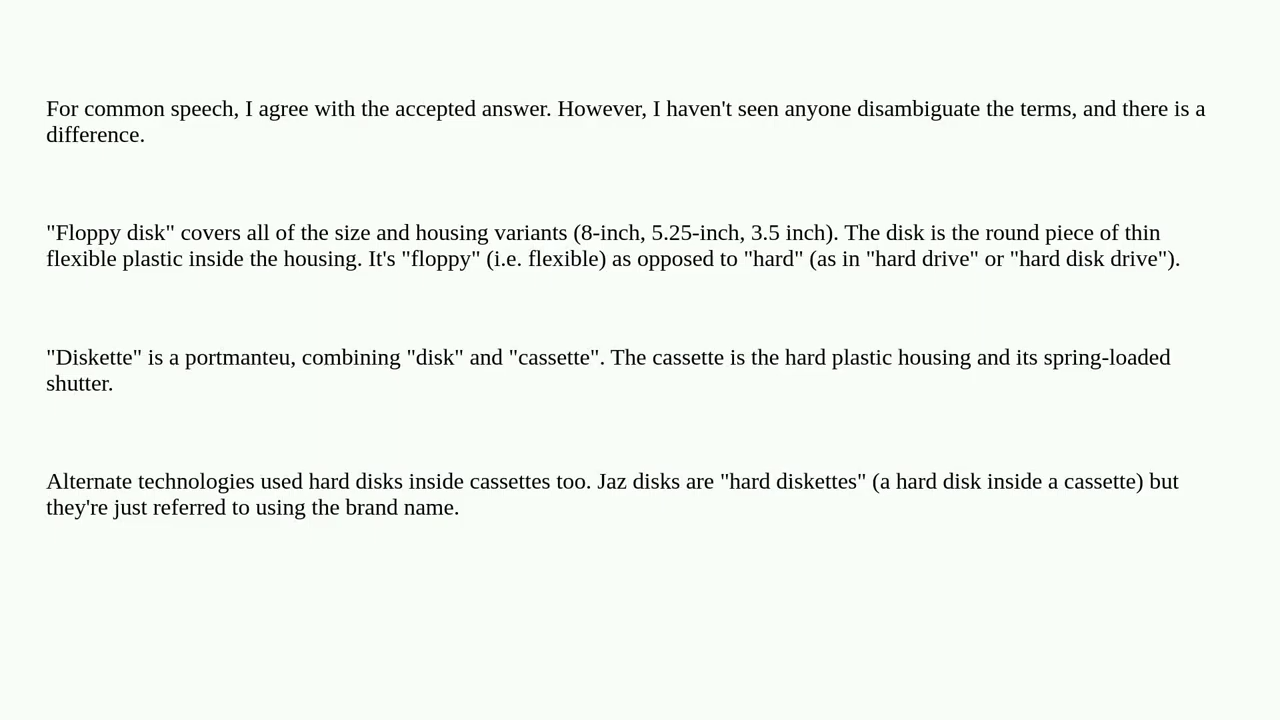 For common speech, I agree with the accepted answer. However, I haven't seen anyone disambiguate the terms, and there is a
difference.
"Floppy disk" covers all of the size and housing variants (8-inch, 5.25-inch, 3.5 inch). The disk is the round piece of thin
flexible plastic inside the housing. It's "floppy" (i.e. flexible) as opposed to "hard" (as in "hard drive" or "hard disk drive").
"Diskette" is a portmanteu, combining "disk" and "cassette". The cassette is the hard plastic housing and its spring-loaded
shutter.
Alternate technologies used hard disks inside cassettes too. Jaz disks are "hard diskettes" (a hard disk inside a cassette) but
they're just referred to using the brand name.